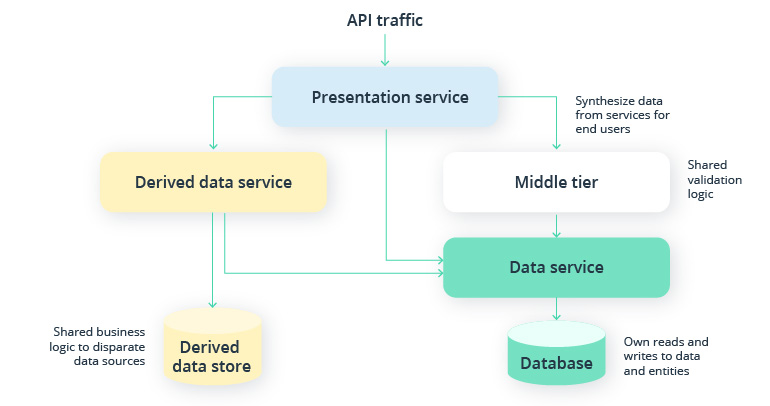 API traffic
Presentation service
Synthesize data
from services for
end users
Derived data service
Middle tier
Shared
validation
logic
Data service
Shared business
logic to disparate
data sources
Derived
data store
Database
Own reads and
writes to data
and entities